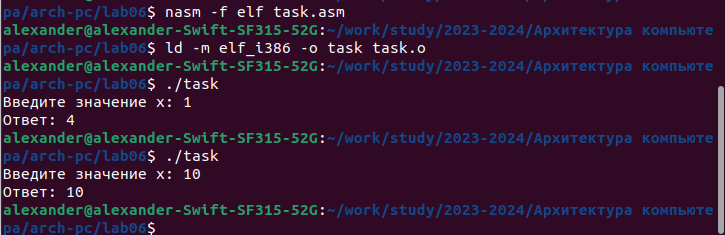 pa/arch-pc/lab06$ nasm -f elf task.asm
alexander@alexander-Swift-SF315-52G:~/work/study/2023-2024/Архитектура компьюте
pa/arch-pc/lab06$ ld -m elf_i386 -o task task.o
alexander@alexander-Swift-SF315-52G:~/work/study/2023-2024/Архитектура компьюте
pa/arch-pc/lab06$ ./task
Введите значение x: 1
Ответ: 4
alexander@alexander-Swift-SF315-52G:~/work/study/2023-2024/Архитектура компьюте
pa/arch-pc/lab06$ ./task
Введите значение x: 10
Ответ: 10
alexander@alexander-Swift-SF315-52G:~/work/study/2023-2024/Архитектура компьюте
pa/arch-pc/lab06$